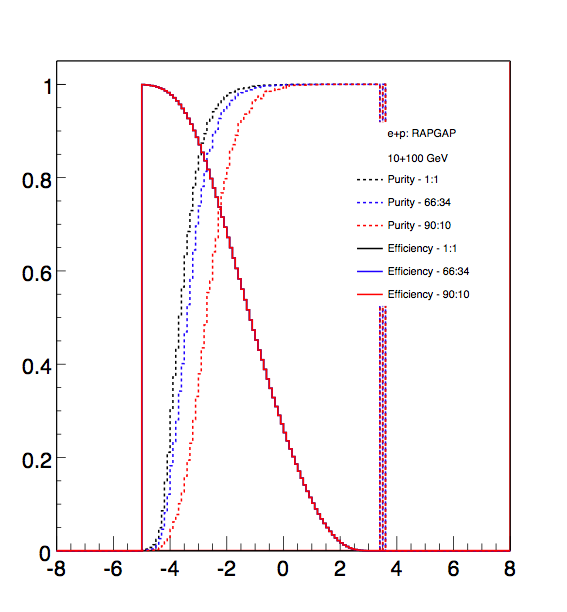 1
e+p: RAPGAP
10+100 GeV
Purity - 1:1
0.8
Purity - 66:34
Purity - 90:10
Efficiency - 1:1
0.6
Efficiency - 66:34
Efficiency - 90:10
0.4
0.2
0
-8 -6 -4 -2 0 2 4 6 8